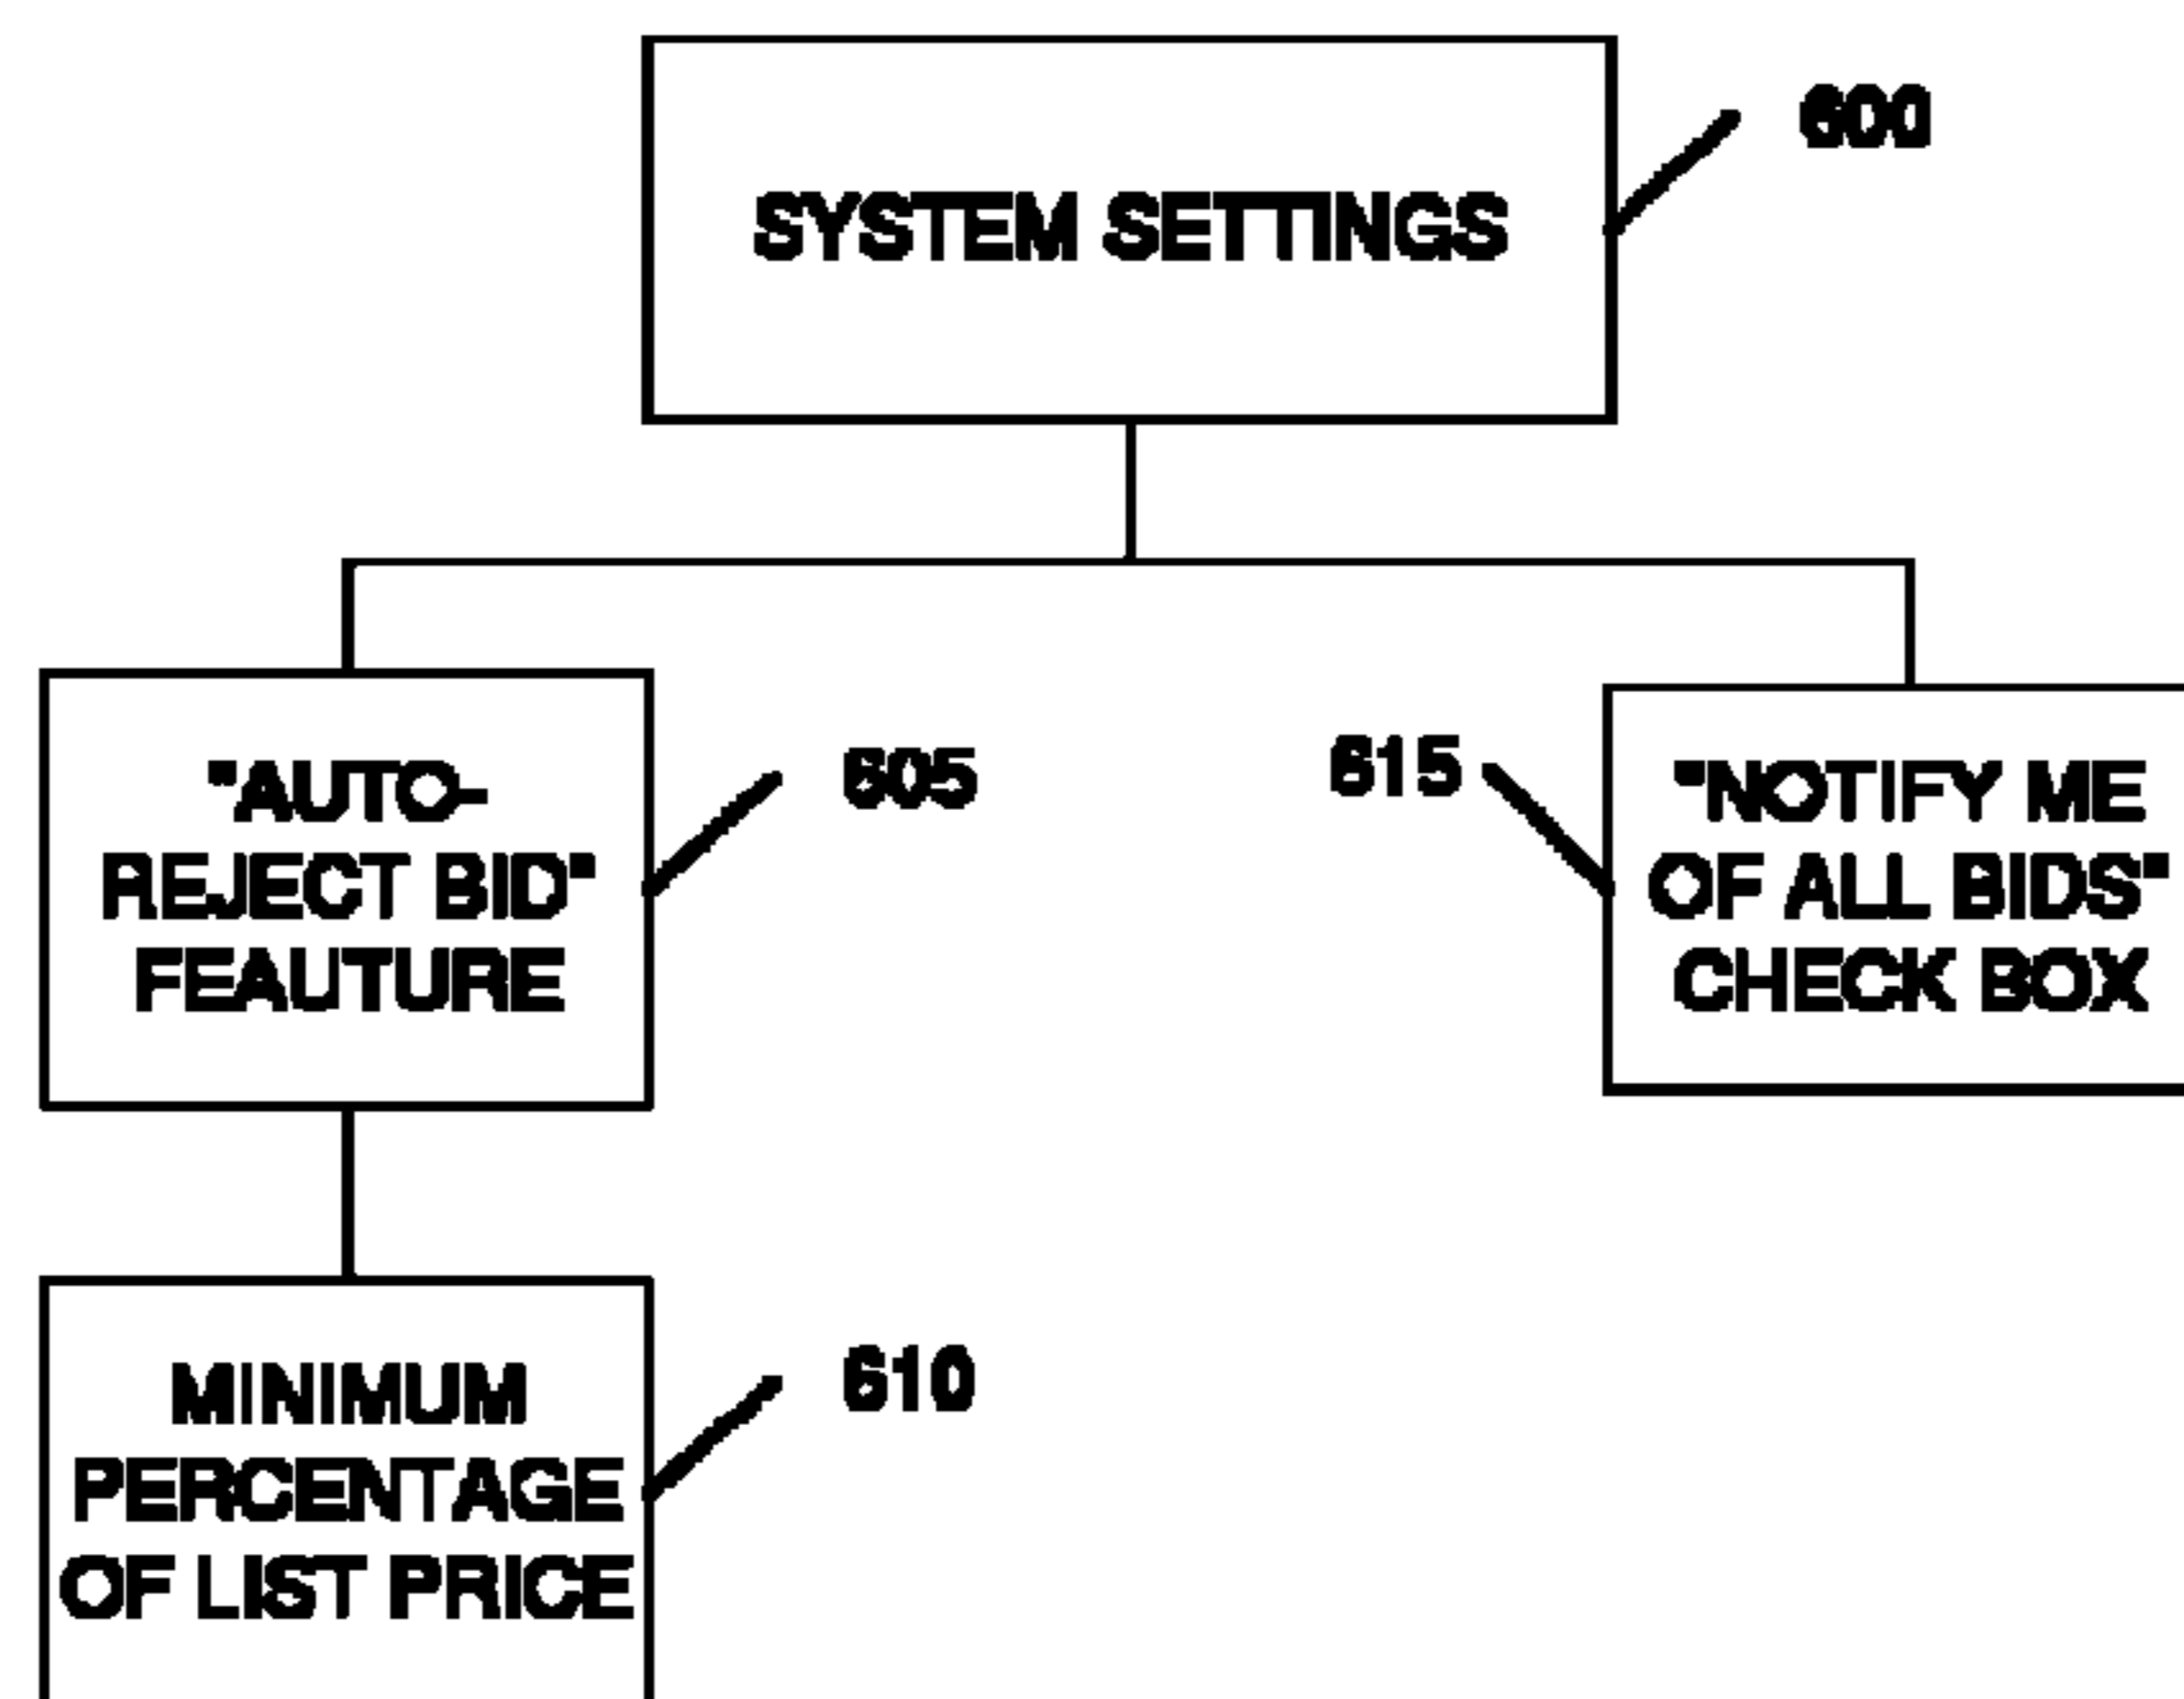 600
SYSTEM SETTINGS
605
"AUTO-
REJECT BID"
FEAUTURE
615
"NOTIFY ME
OF ALL BIDS"
CHECK BOX
610
MINIMUM
PERCENTAGE
OF LIST PRICE